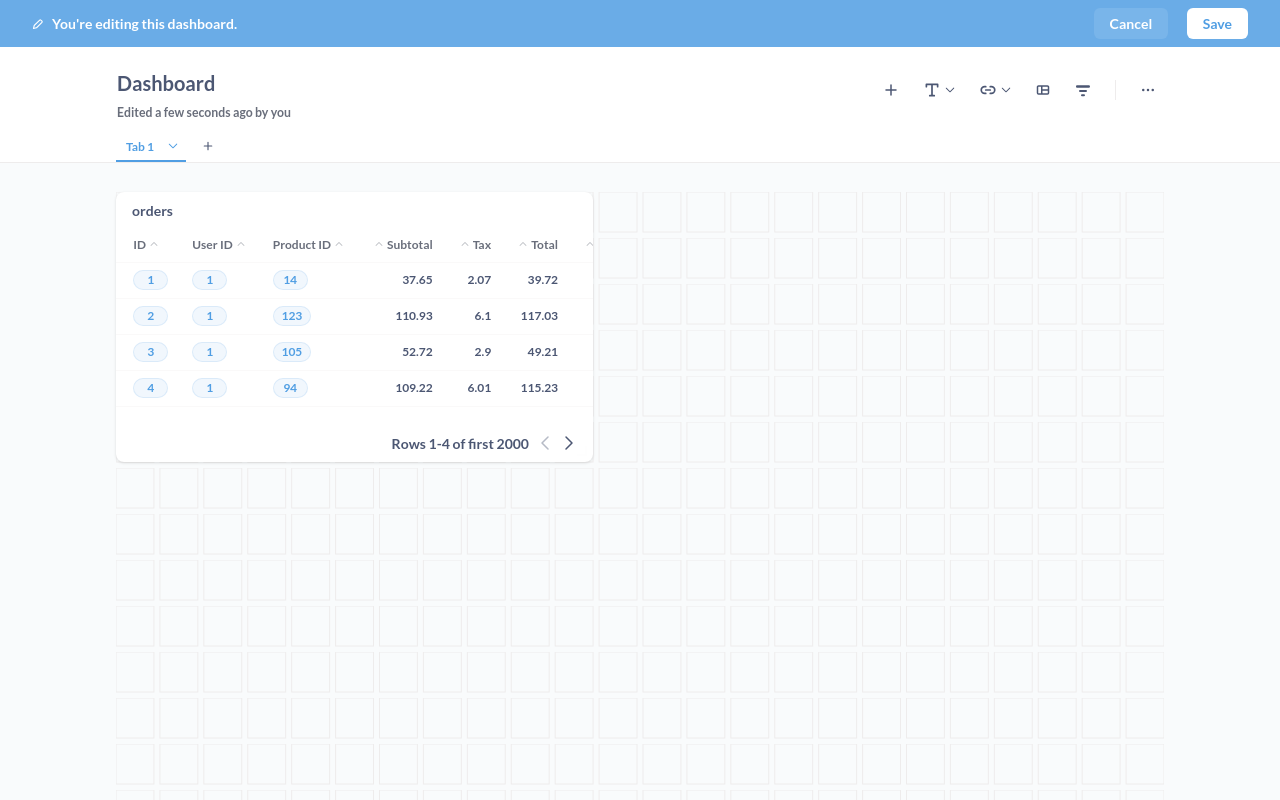 You're editing this dashboard.
Cancel
Save
Dashboard
Edited a few seconds ago by you
Tab 1
orders
ID User ID Product ID Subtotal Tax Total
1 1 14 37.65 2.07 39.72
2 1 123 110.93 6.1 117.03
3 1 105 52.72 2.9 49.21
4 1 94 109.22 6.01 115.23
Rows 1-4 of first 2000